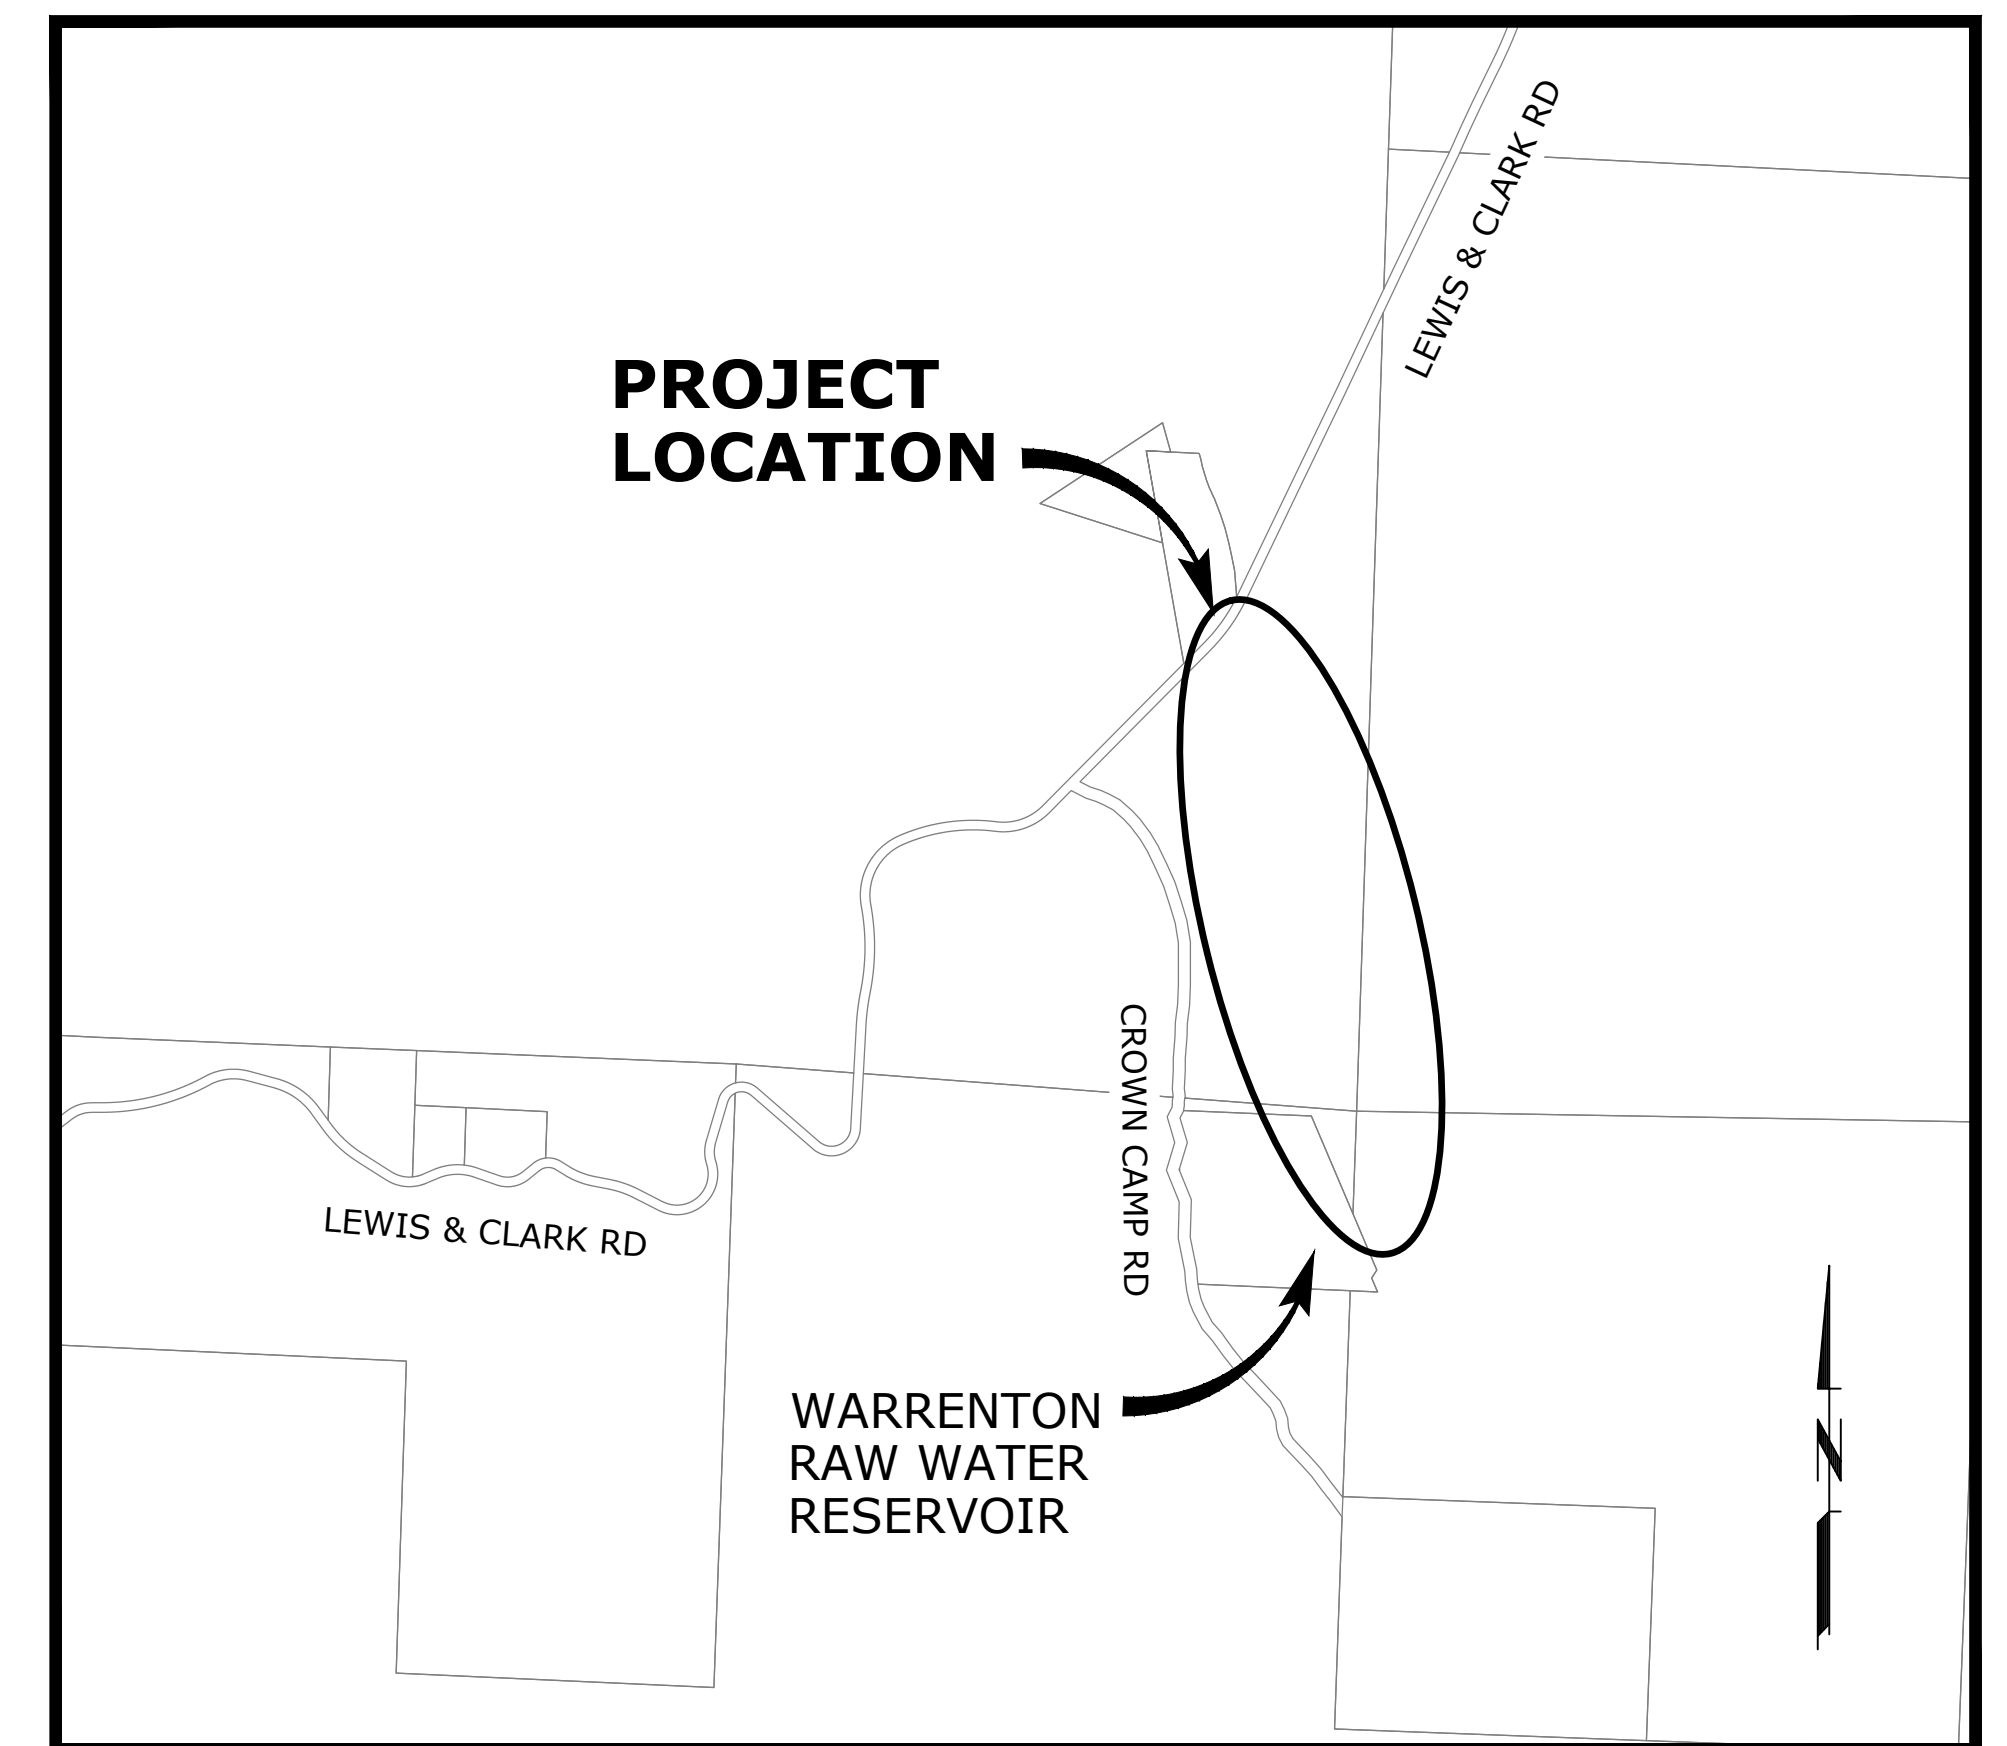 LEWIS & CLARK RD
PROJECT
LOCATION
CROWN CAMP RD
LEWIS & CLARK RD
WARRENTON
RAW WATER
RESERVOIR
N